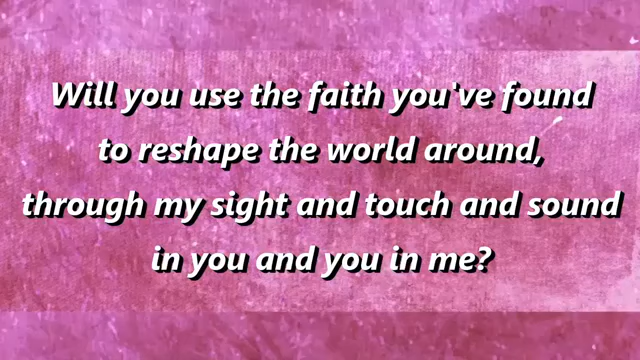 Will you use the faith you've found
to reshape the world around,
through my sight and touch and sound
in you and you in me?